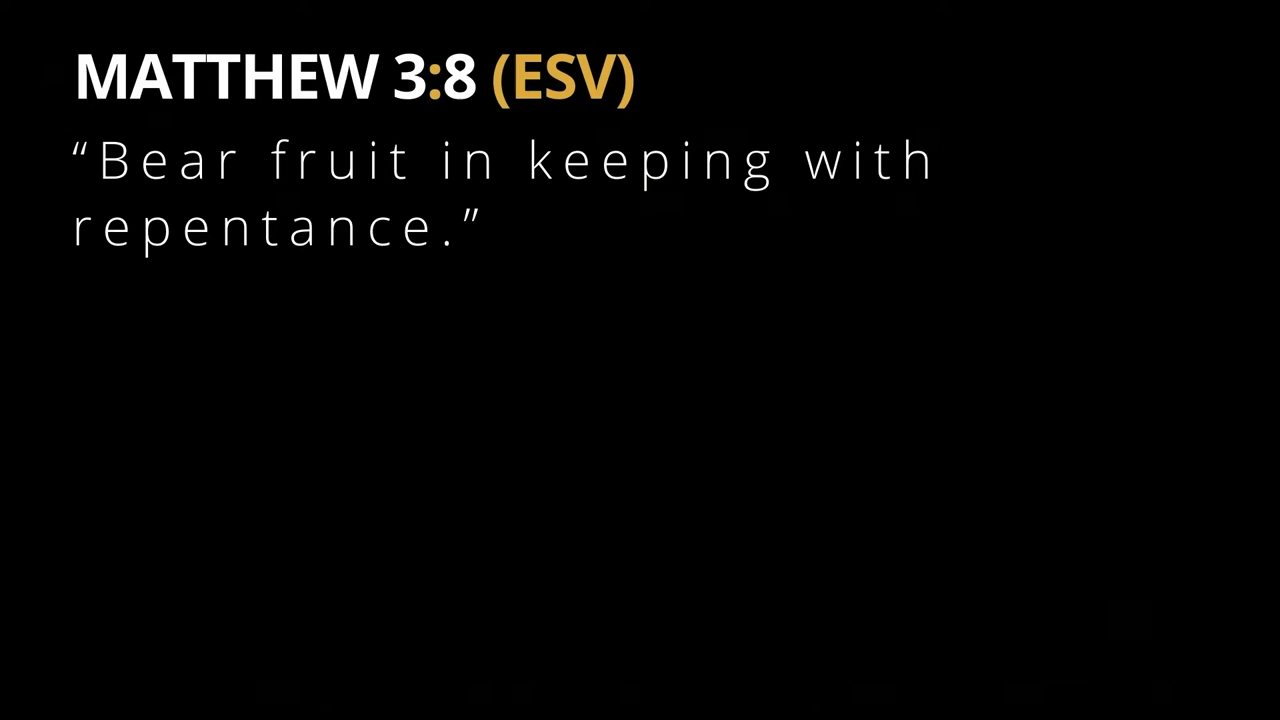 MATTHEW 3:8 (ESV)
“Bear fruit in keeping with
repentance.”